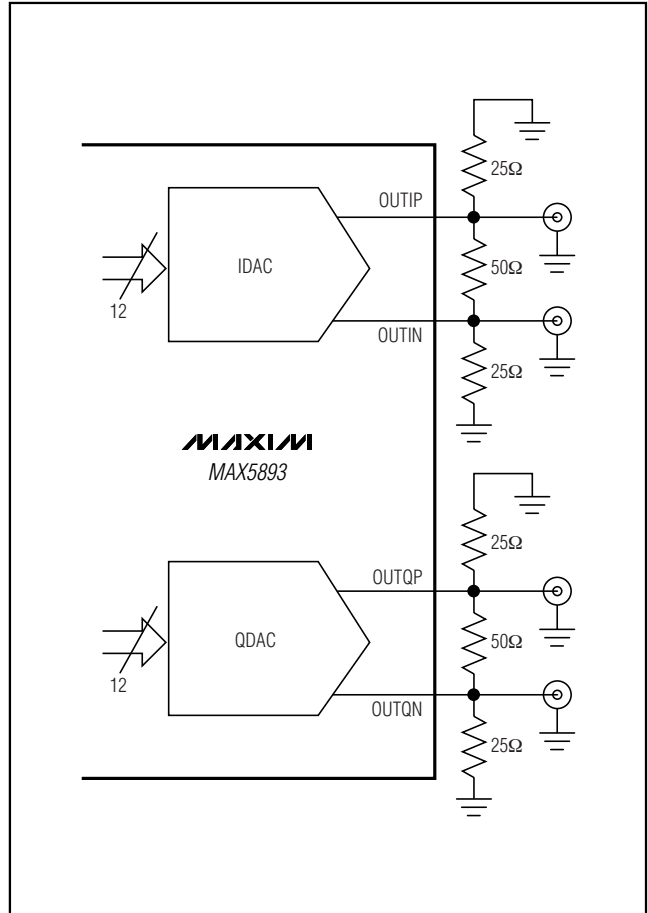 25Ω
OUTIP
IDAC
50Ω
12
OUTIN
25Ω
MAXIM
MAX5893
25Ω
OUTQP
QDAC
50Ω
12
OUTQN
25Ω